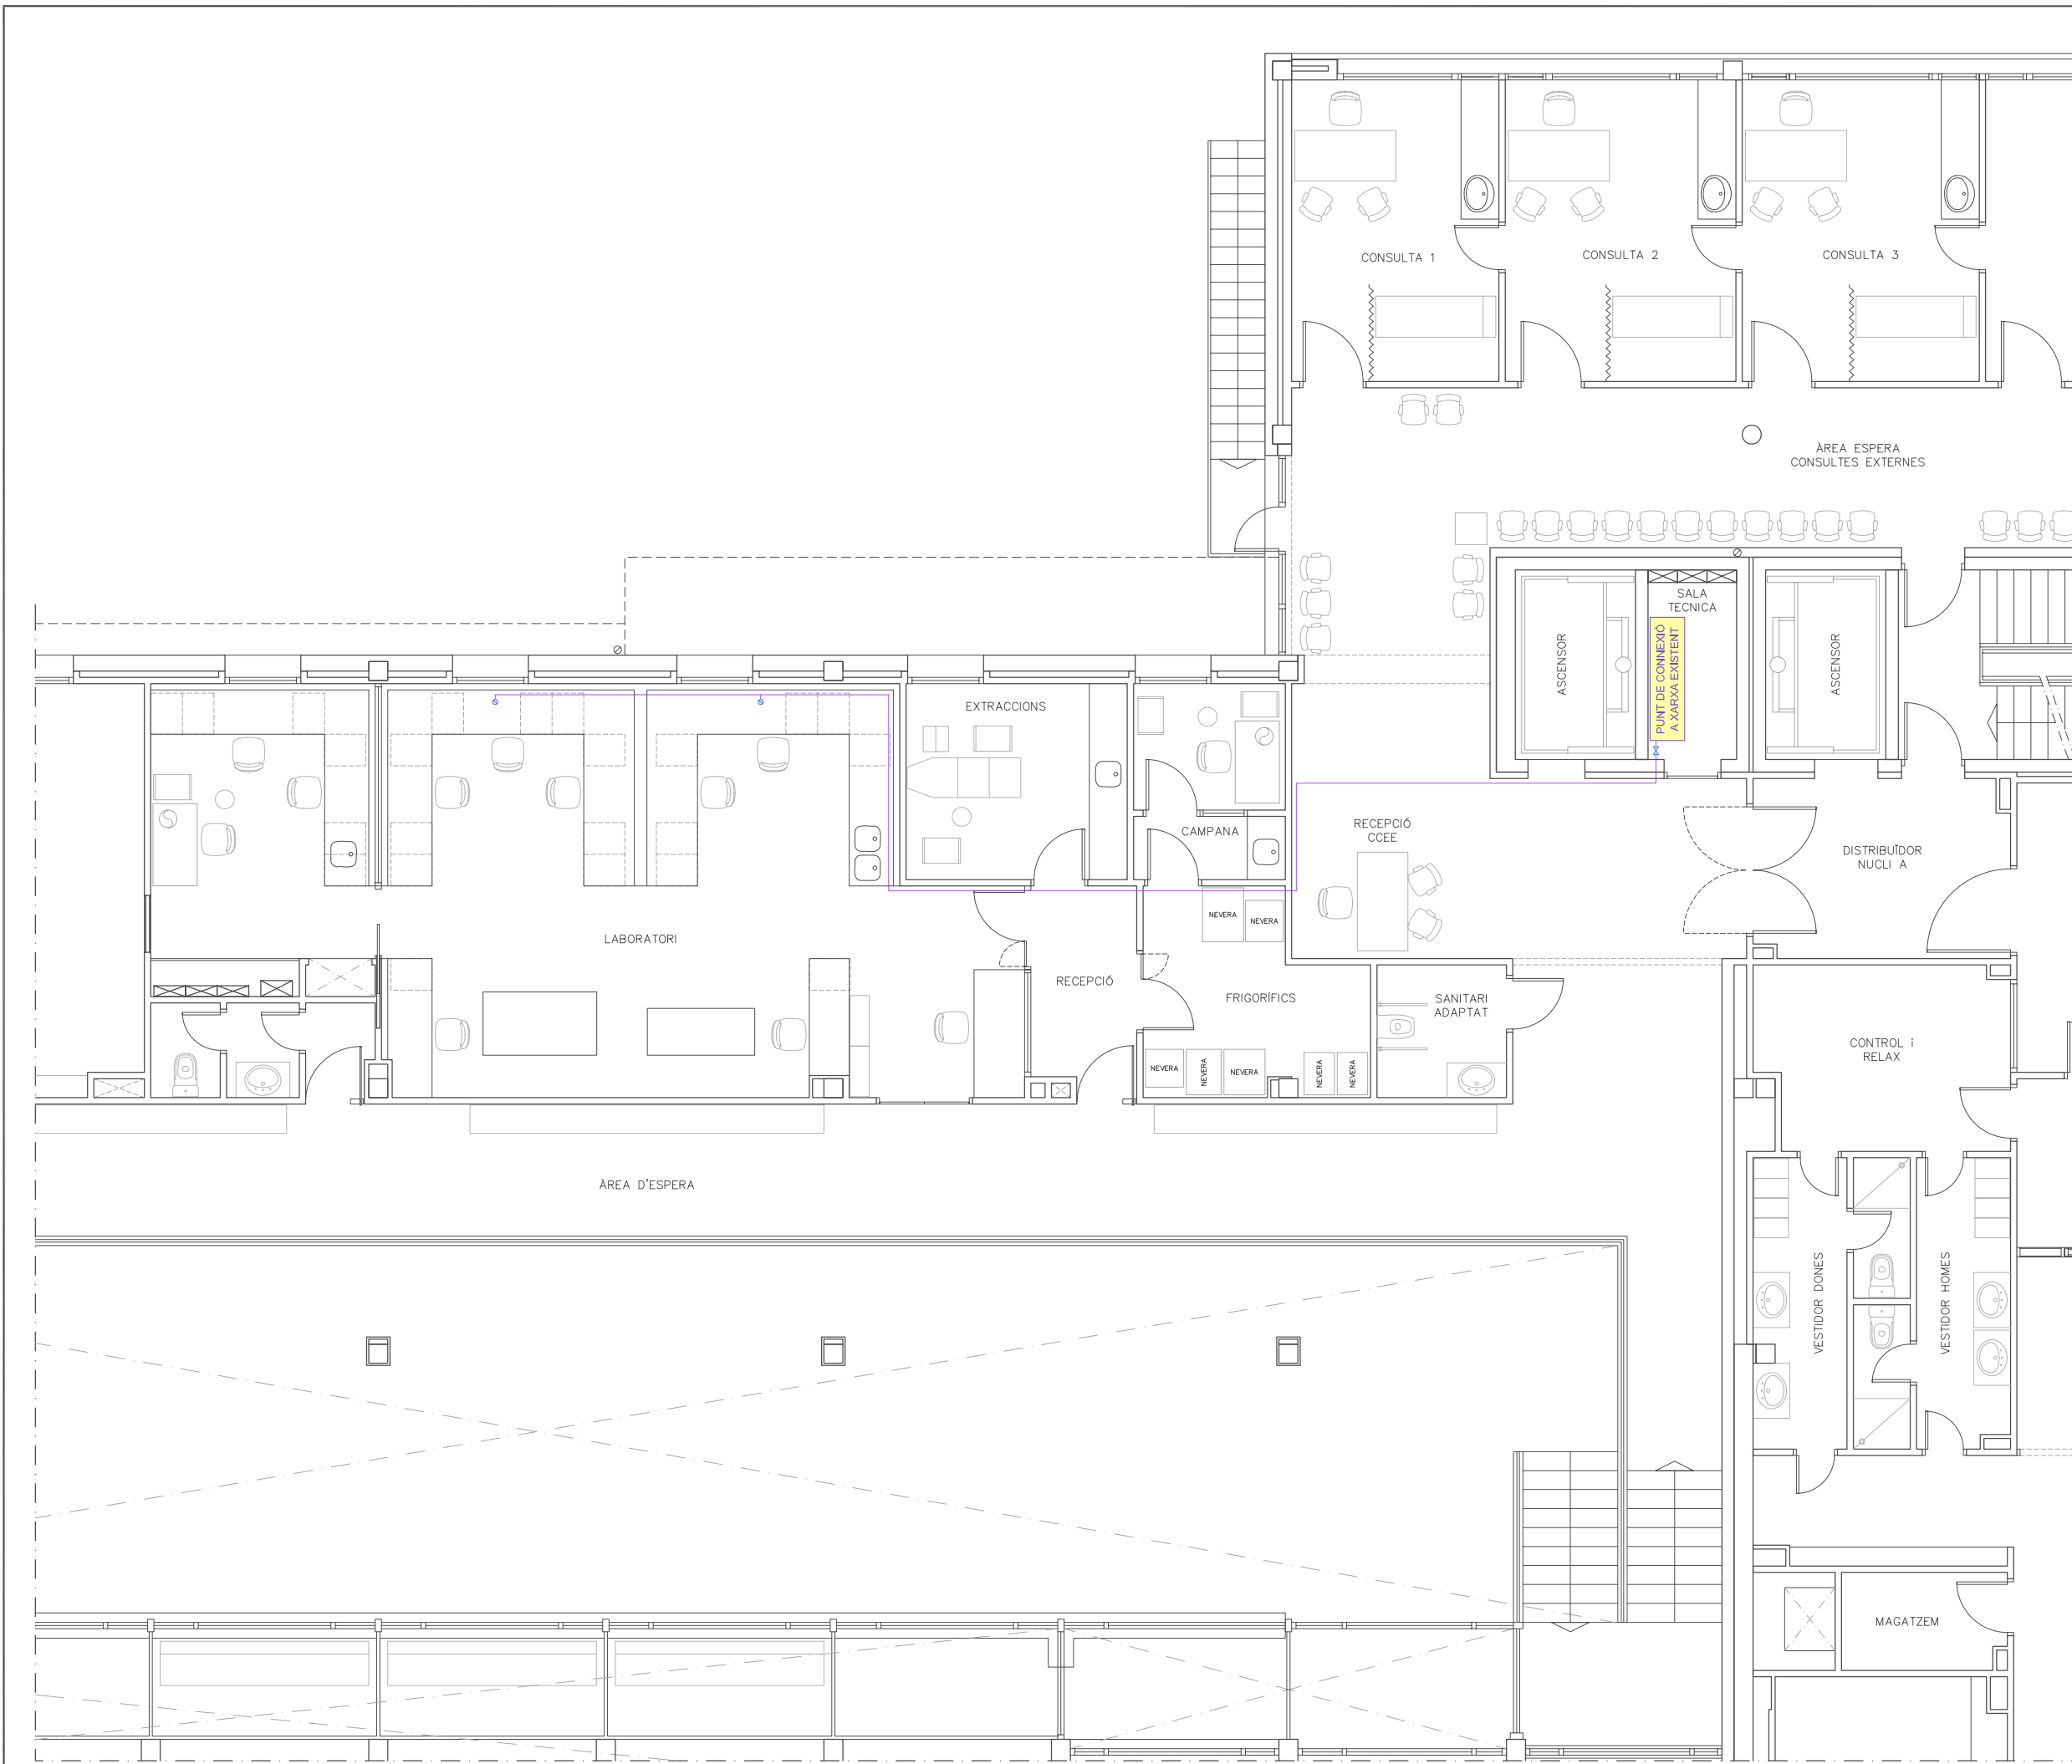 CONSULTA 1
CONSULTA 2
CONSULTA 3
ÀREA ESPERA
CONSULTES EXTERNES
SALA
TECNICA
ASCENSOR
PUNT DE CONNEXIÓ
A XARXA EXISTENT
ASCENSOR
EXTRACCIONS
CAMPANA
RECEPCIÓ
CCEE
DISTRIBUÏDOR
NUCLI A
NEVERA
NEVERA
LABORATORI
RECEPCIÓ
FRIGORÍFICS
SANITARI
ADAPTAT
CONTROL i
RELAX
NEVERA
NEVERA
NEVERA
NEVERA
NEVERA
ÀREA D'ESPERA
VESTIDOR DONES
VESTIDOR HOMES
MAGATZEM